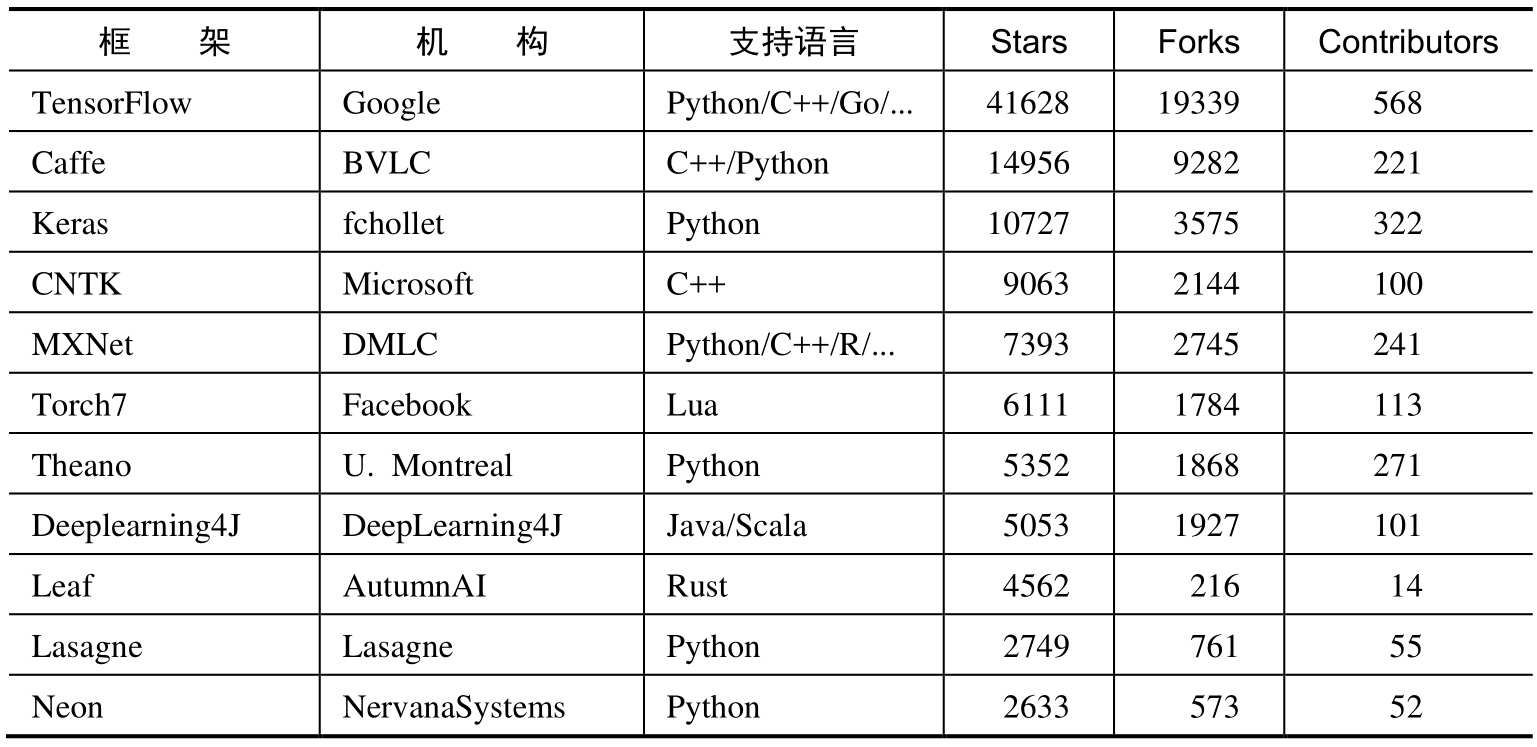 框 架 机 构 支持语言 Stars Forks Contributors
TensorFlow Google Python/C++/Go/... 41628 19339 568
Caffe BVLC C++/Python 14956 9282 221
Keras fchollet Python 10727 3575 322
CNTK Microsoft C++ 9063 2144 100
MXNet DMLC Python/C++/R/... 7393 2745 241
Torch7 Facebook Lua 6111 1784 113
Theano U. Montreal Python 5352 1868 271
Deeplearning4J DeepLearning4J Java/Scala 5053 1927 101
Leaf AutumnAI Rust 4562 216 14
Lasagne Lasagne Python 2749 761 55
Neon NervanaSystems Python 2633 573 52